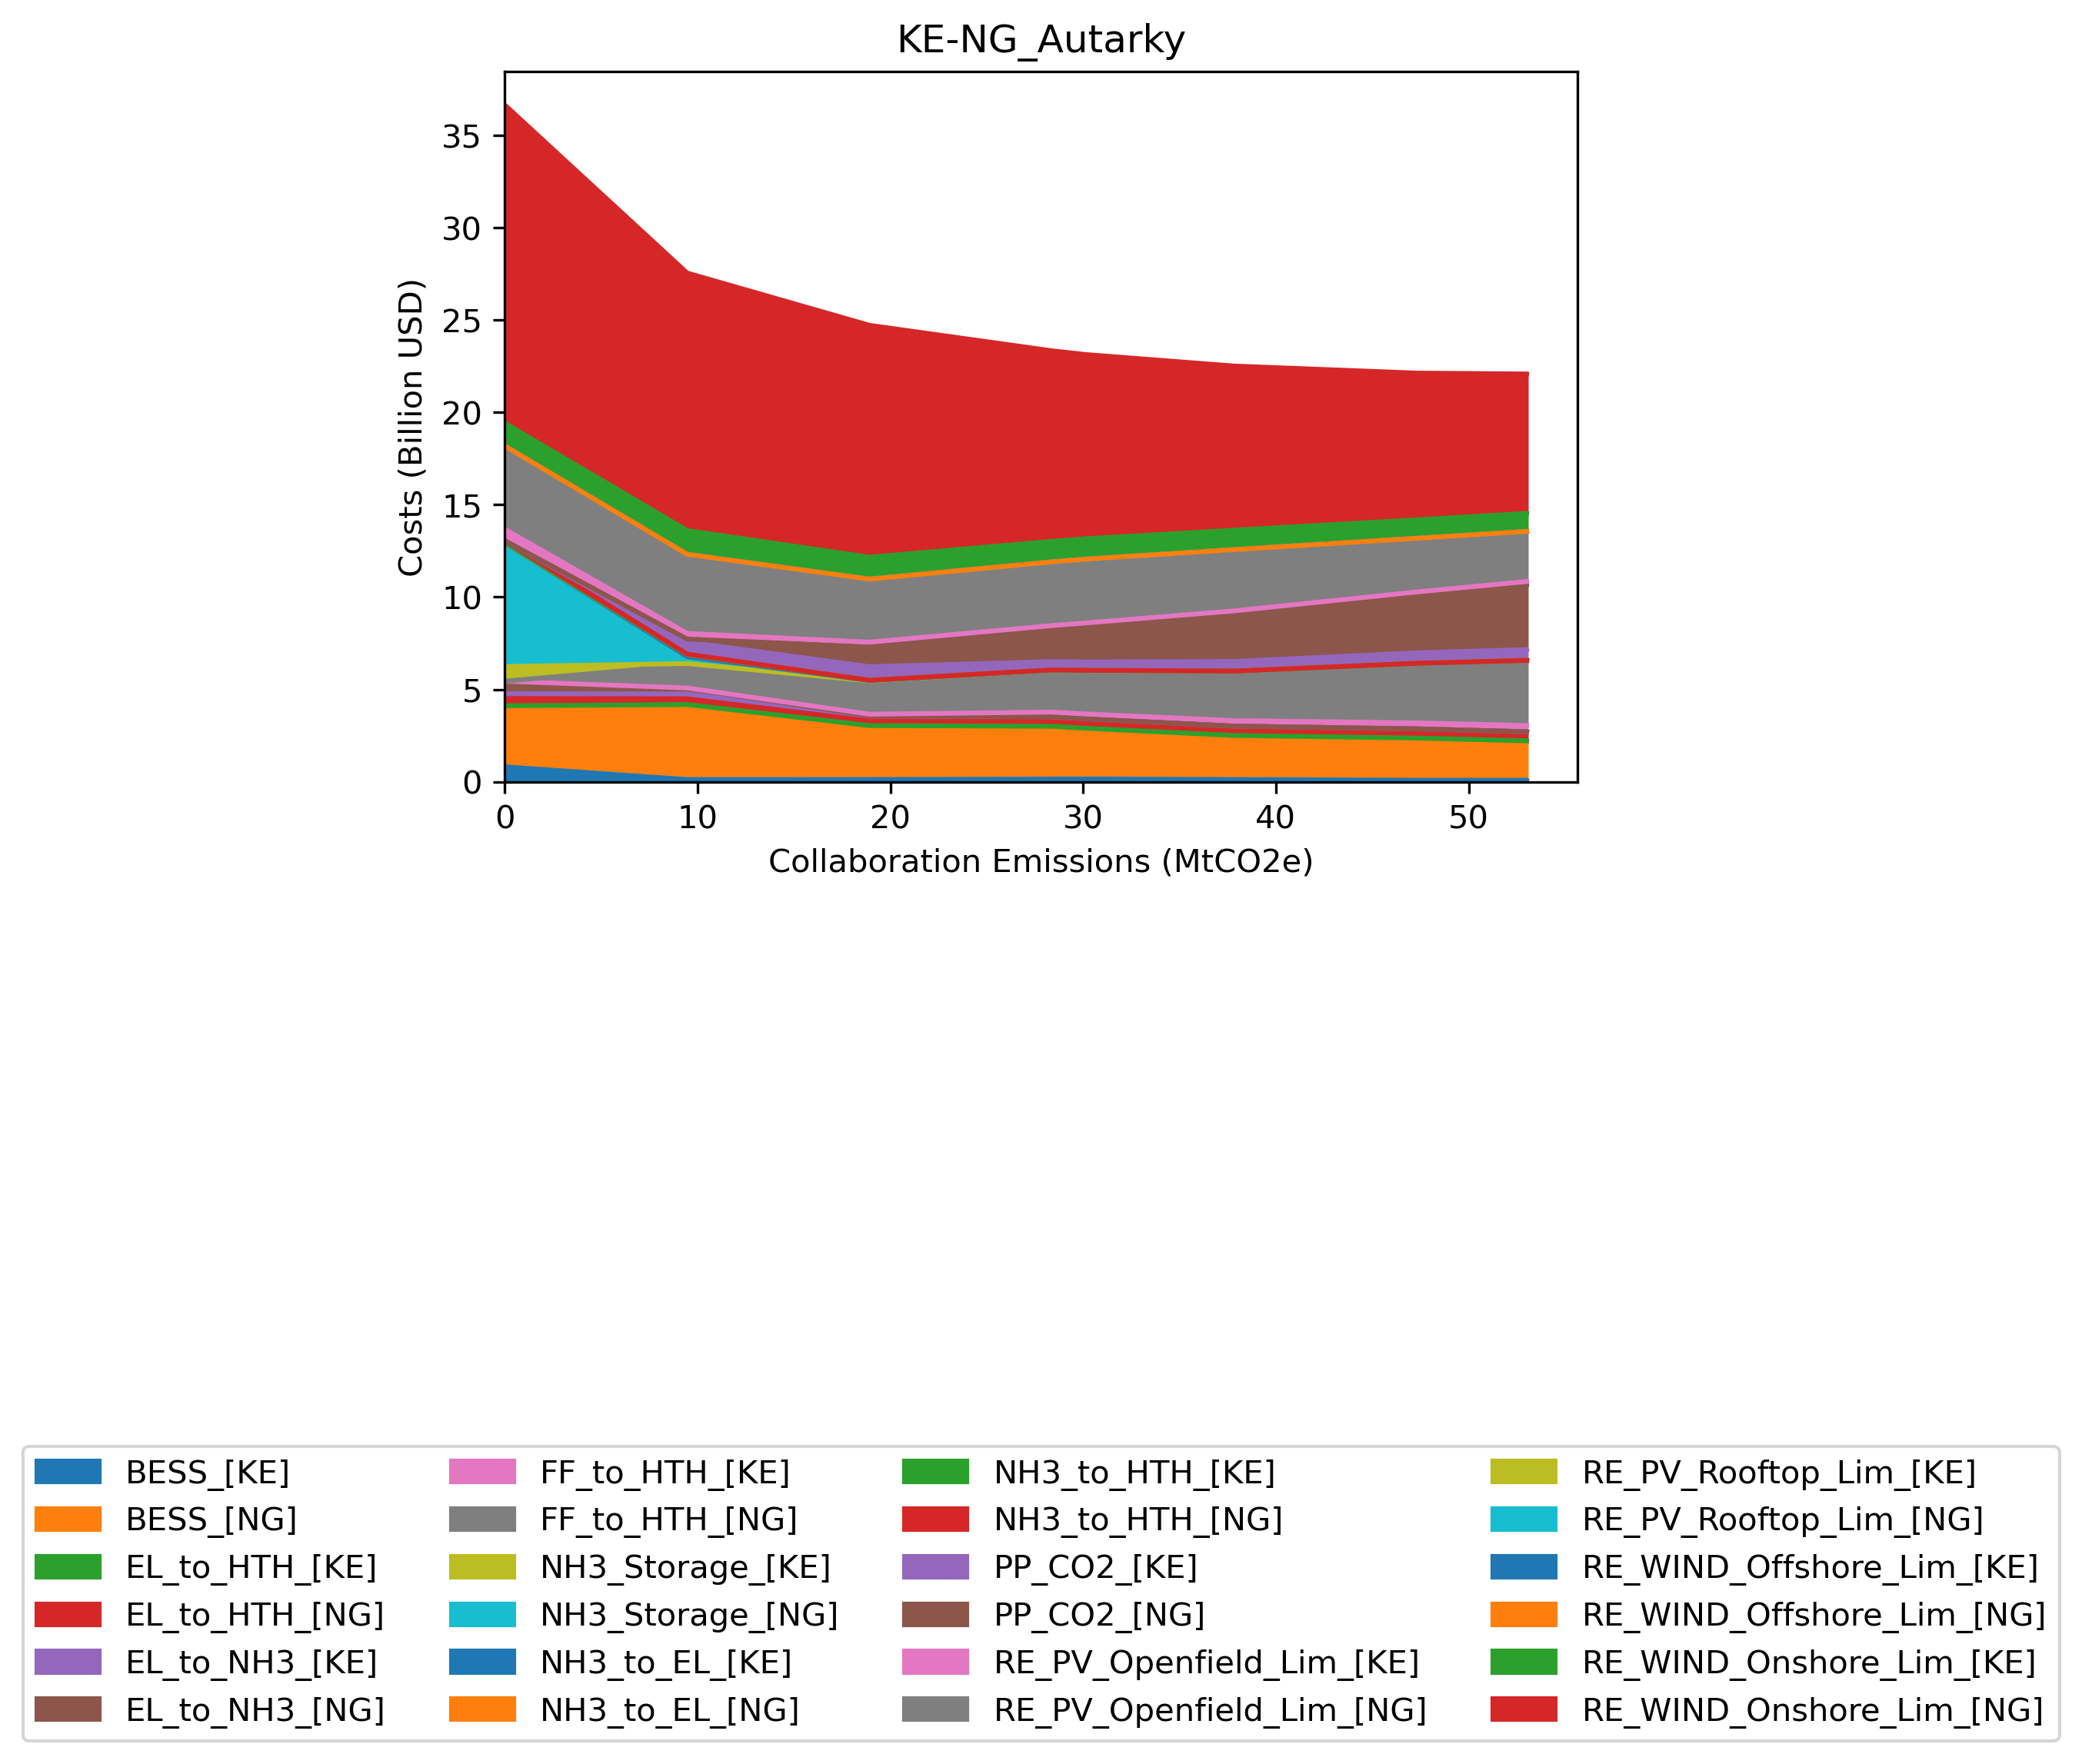 KE-NG_Autarky
Costs (Billion USD)
35
30
25
20
15
10
5
0
0 10 20 30 40 50
Collaboration Emissions (MtCO2e)
BESS_[KE]
BESS_[NG]
EL_to_HTH_[KE]
EL_to_HTH_[NG]
EL_to_NH3_[KE]
EL_to_NH3_[NG]
FF_to_HTH_[KE]
FF_to_HTH_[NG]
NH3_Storage_[KE]
NH3_Storage_[NG]
NH3_to_EL_[KE]
NH3_to_EL_[NG]
NH3_to_HTH_[KE]
NH3_to_HTH_[NG]
PP_CO2_[KE]
PP_CO2_[NG]
RE_PV_Openfield_Lim_[KE]
RE_PV_Openfield_Lim_[NG]
RE_PV_Rooftop_Lim_[KE]
RE_PV_Rooftop_Lim_[NG]
RE_WIND_Offshore_Lim_[KE]
RE_WIND_Offshore_Lim_[NG]
RE_WIND_Onshore_Lim_[KE]
RE_WIND_Onshore_Lim_[NG]